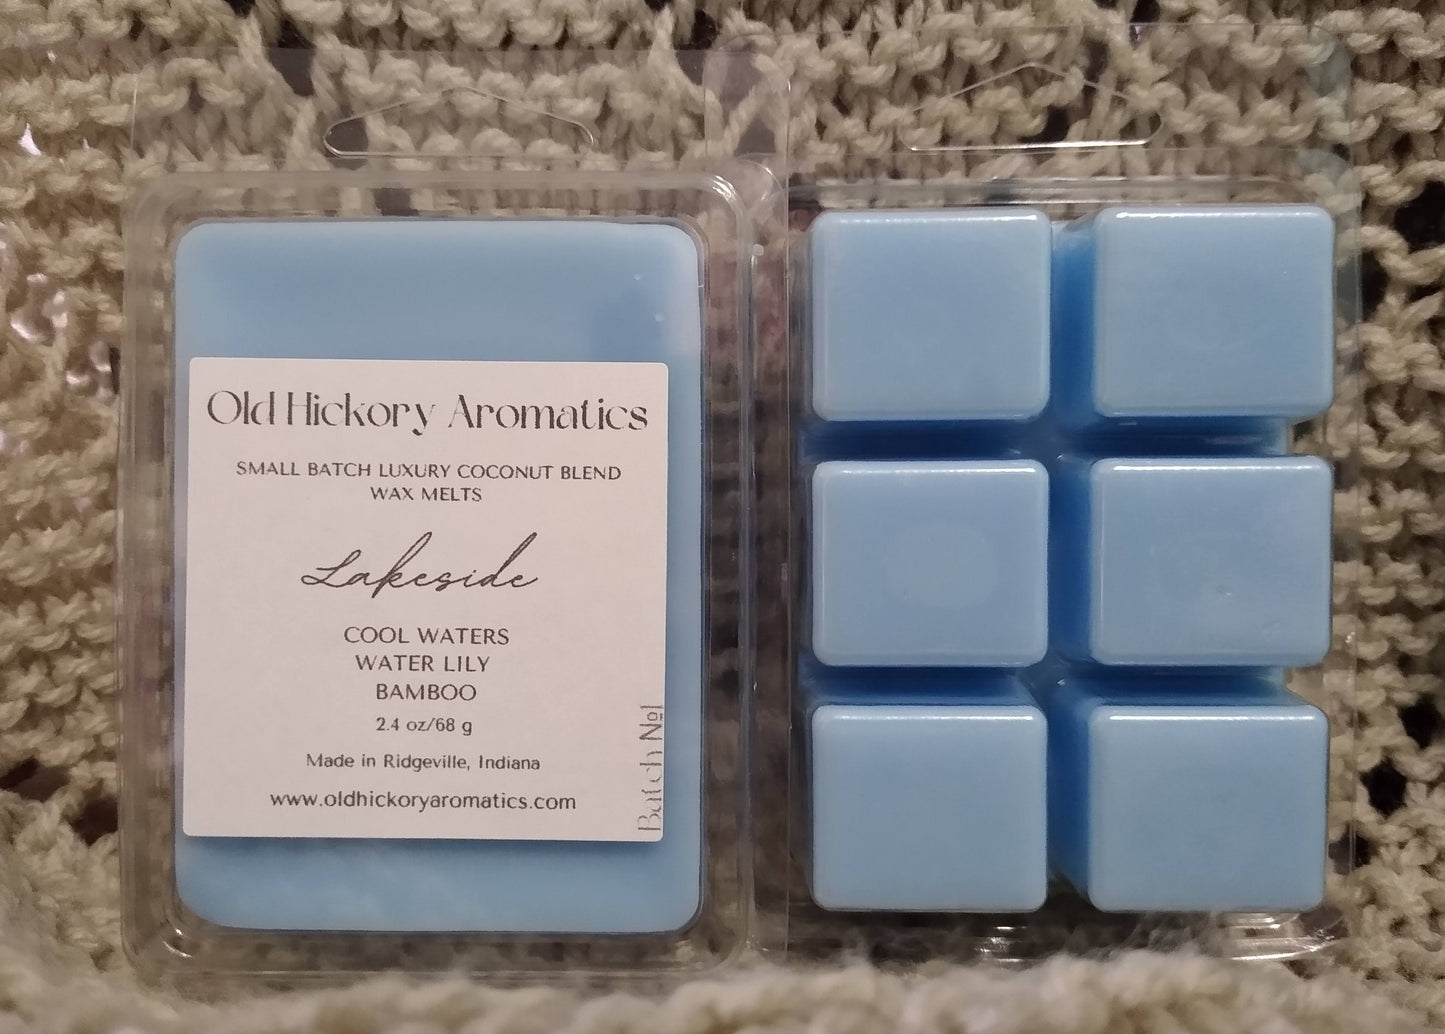 Old Hickory Aromatics
SMALL BATCH LUXURY COCONUT BLEND
WAX MELTS
Lakeside
COOL WATERS
WATER LILY
BAMBOO
2.4 oz/68 g
Made in Ridgeville, Indiana
www.oldhickoryaromatics.com
Batch №1